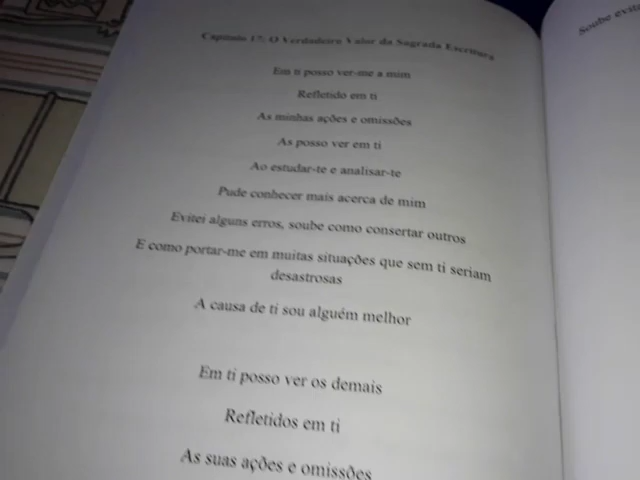 Capítulo 17: O Verdadeiro Valor da Sagrada Escritura
Em ti posso ver-me a mim
Refletido em ti
As minhas ações e omissões
As posso ver em ti
Ao estudar-te e analisar-te
Pude conhecer mais acerca de mim
Evitei alguns erros, soube como consertar outros
E como portar-me em muitas situações que sem ti seriam
desastrosas
A causa de ti sou alguém melhor
Em ti posso ver os demais
Refletidos em ti
As suas ações e omissões
Soube